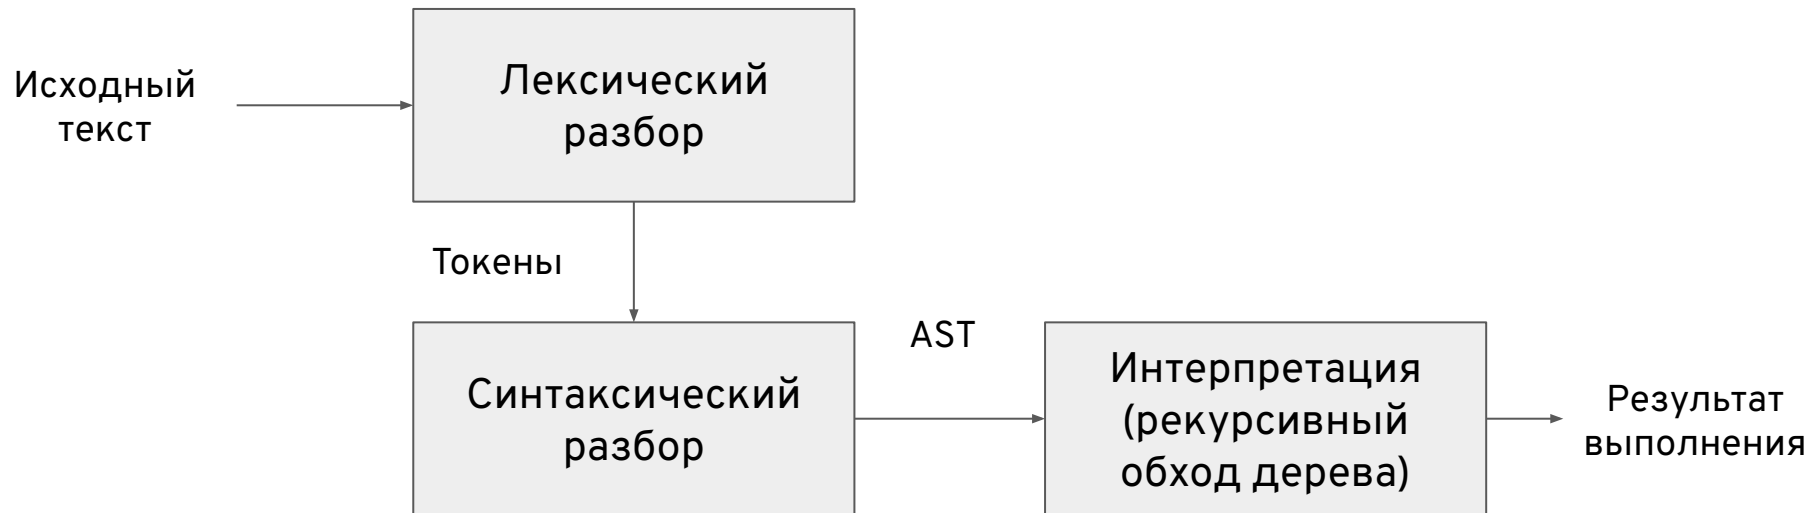 Исходный
текст
Лексический
разбор
Токены
Синтаксический
разбор
AST
Интерпретация
(рекурсивный
обход дерева)
Результат
выполнения